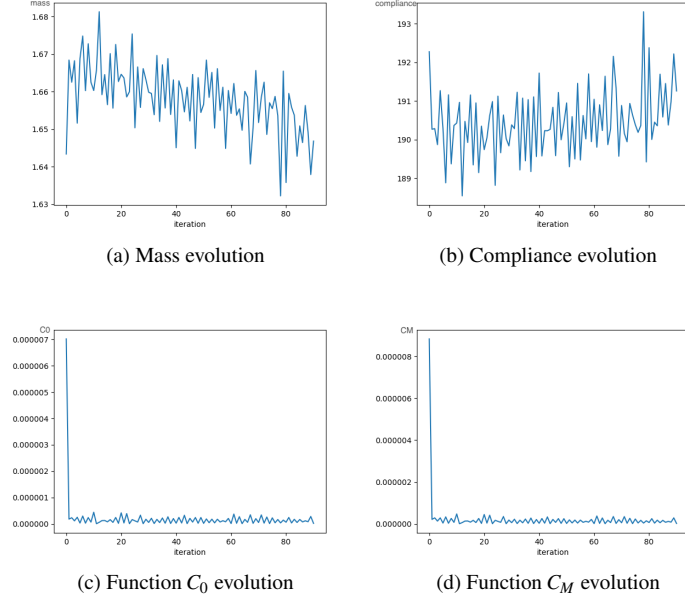 mass
1.68
1.67
1.66
1.65
1.64
1.63
0 20 40 60 80
iteration
(a) Mass evolution
compliance
193
192
191
190
189
0 20 40 60 80
iteration
(b) Compliance evolution
C0
0.000007
0.000006
0.000005
0.000004
0.000003
0.000002
0.000001
0.000000
0 20 40 60 80
iteration
(c) Function C₀ evolution
CM
0.000008
0.000006
0.000004
0.000002
0.000000
0 20 40 60 80
iteration
(d) Function C_M evolution